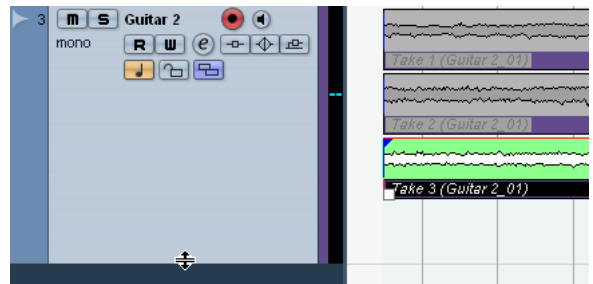 3 m S Guitar 2
mono R W e
Take 1 (Guitar 2_01)
Take 2 (Guitar 2_01)
Take 3 (Guitar 2_01)